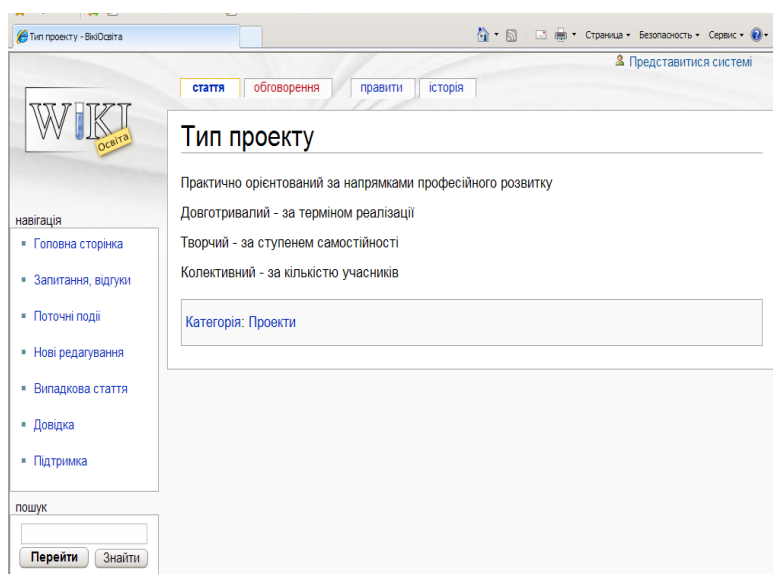 Тип проекту - ВікіОсвіта
Страница
Безопасность
Сервис
Представитися системі
стаття
обговорення
правити
історія
WIKI
Освіта
Тип проекту
Практично орієнтований за напрямками професійного розвитку
Довготривалий - за терміном реалізації
Творчий - за ступенем самостійності
Колективний - за кількістю учасників
Категорія: Проекти
навігація
Головна сторінка
Запитання, відгуки
Поточні події
Нові редагування
Випадкова стаття
Довідка
Підтримка
пошук
Перейти
Знайти